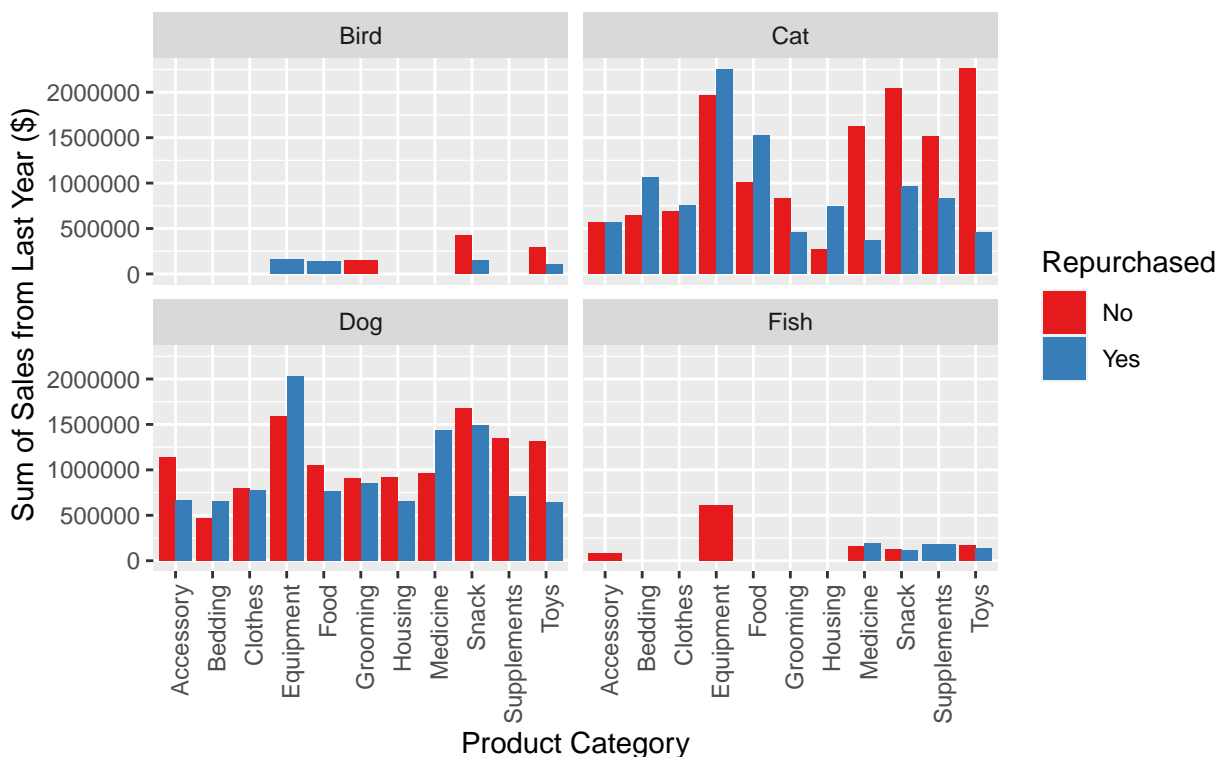 Bird
Cat
2000000
1500000
1000000
500000
0
Dog
Fish
2000000
1500000
1000000
500000
0
Accessory
Bedding
Clothes
Equipment
Food
Grooming
Housing
Medicine
Snack
Supplements
Toys
Accessory
Bedding
Clothes
Equipment
Food
Grooming
Housing
Medicine
Snack
Supplements
Toys
Product Category
Sum of Sales from Last Year ($)
Repurchased
No
Yes